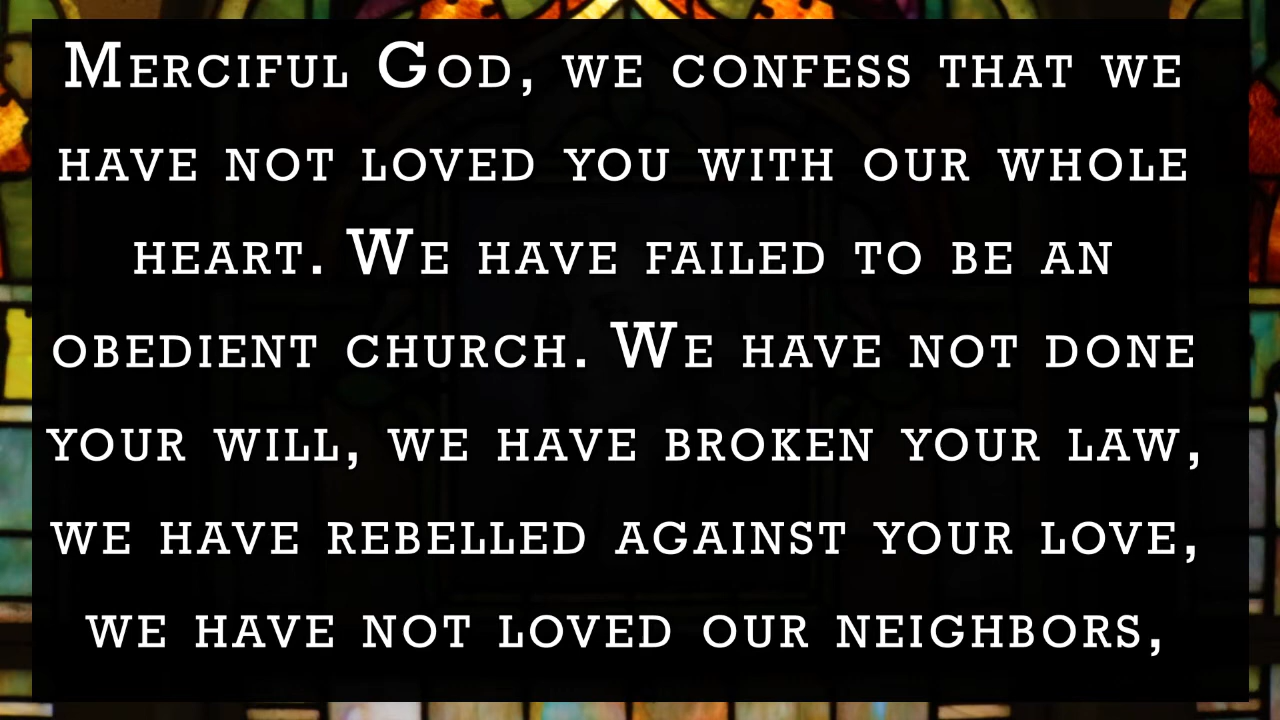 Merciful God, we confess that we
have not loved you with our whole
heart. We have failed to be an
obedient church. We have not done
your will, we have broken your law,
we have rebelled against your love,
we have not loved our neighbors,